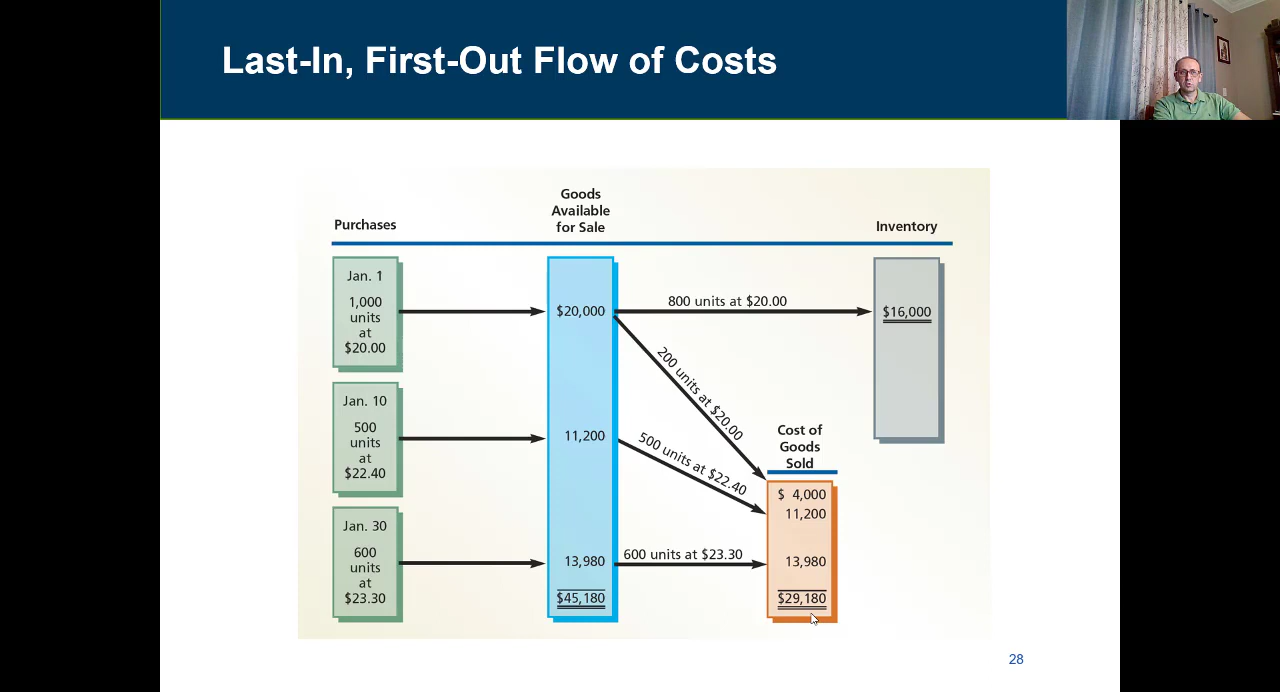 Last-In, First-Out Flow of Costs
Purchases
Goods
Available
for Sale
Inventory
Jan. 1
1,000
units
at
$20.00
$20,000
800 units at $20.00
$16,000
200 units at $20.00
Jan. 10
500
units
at
$22.40
11,200
500 units at $22.40
Cost of
Goods
Sold
$ 4,000
11,200
Jan. 30
600
units
at
$23.30
13,980
600 units at $23.30
13,980
$45,180
$29,180
28